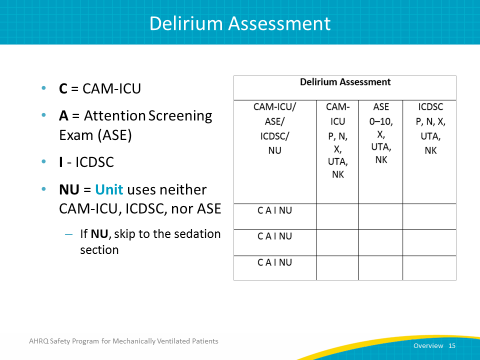 Delirium Assessment
• C = CAM-ICU
• A = Attention Screening
Exam (ASE)
• I - ICDSC
• NU = Unit uses neither
CAM-ICU, ICDSC, nor ASE
– If NU, skip to the sedation
section
Delirium Assessment
CAM-ICU/
ASE/
ICDSC/
NU
CAM-
ICU
P, N,
X,
UTA,
NK
ASE
0–10,
X,
UTA,
NK
ICDSC
P, N, X,
UTA,
NK
C A I NU
C A I NU
C A I NU
AHRQ Safety Program for Mechanically Ventilated Patients
Overview 15